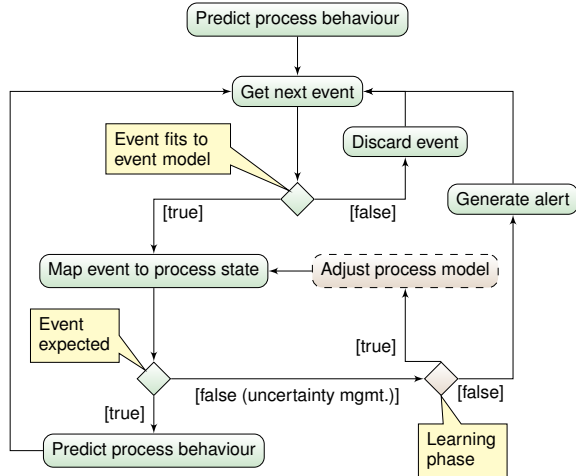 Predict process behaviour
Get next event
Event fits to
event model
Discard event
[true]
[false]
Generate alert
Map event to process state
Adjust process model
Event
expected
[true]
[false (uncertainty mgmt.)]
[false]
[true]
Predict process behaviour
Learning
phase